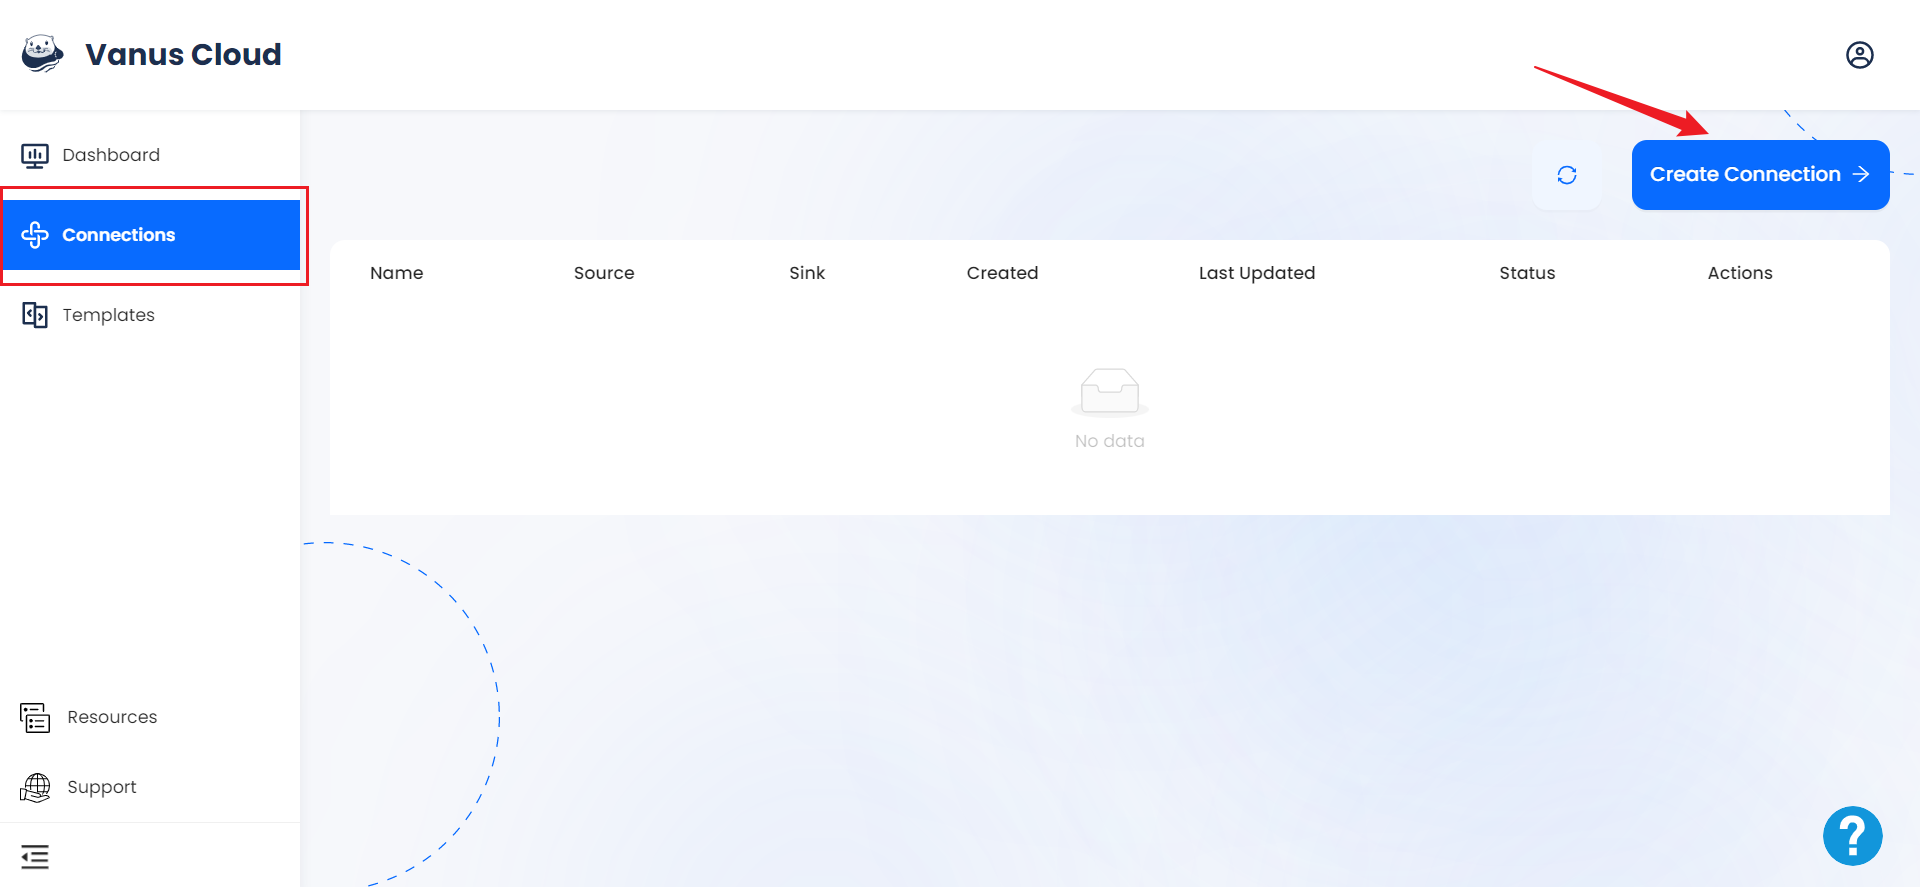 Vanus Cloud
Dashboard
Connections
Templates
Resources
Support
Create Connection
Name Source Sink Created Last Updated Status Actions
No data
?